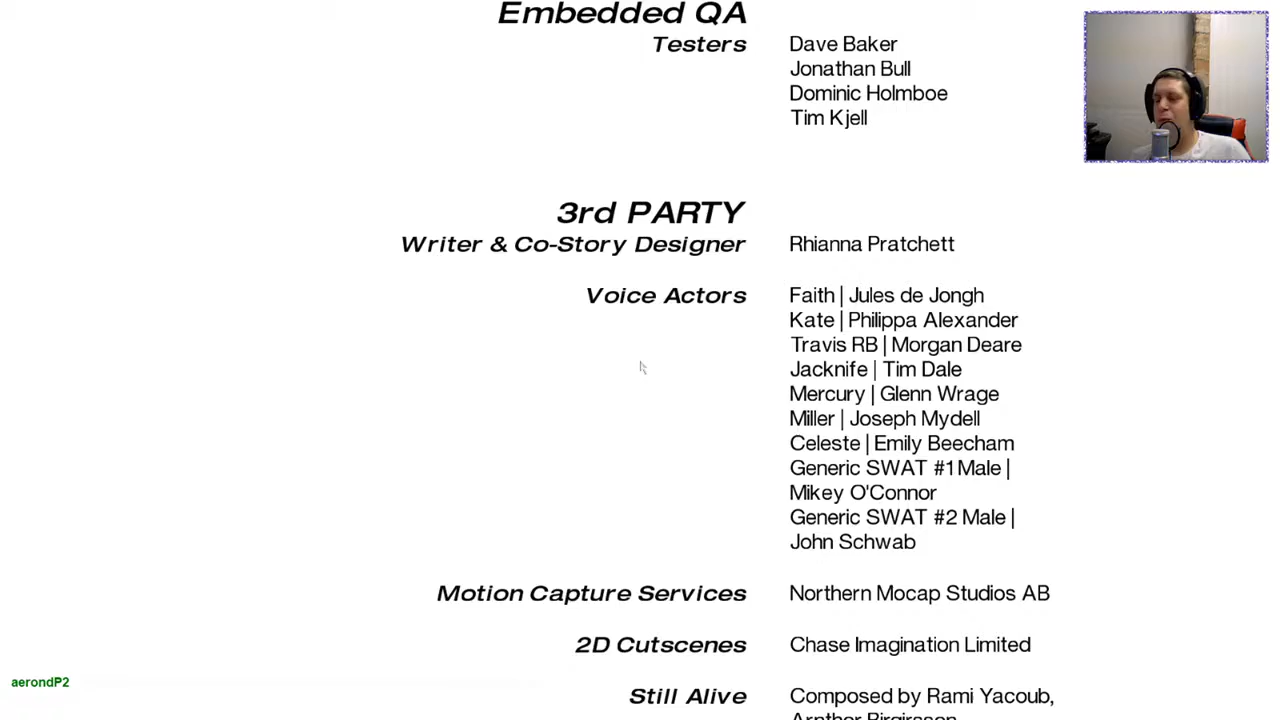 Embedded QA
Testers Dave Baker
Jonathan Bull
Dominic Holmboe
Tim Kjell
3rd PARTY
Writer & Co-Story Designer Rhianna Pratchett
Voice Actors Faith | Jules de Jongh
Kate | Philippa Alexander
Travis RB | Morgan Deare
Jacknife | Tim Dale
Mercury | Glenn Wrage
Miller | Joseph Mydell
Celeste | Emily Beecham
Generic SWAT #1 Male |
Mikey O'Connor
Generic SWAT #2 Male |
John Schwab
Motion Capture Services Northern Mocap Studios AB
2D Cutscenes Chase Imagination Limited
Still Alive Composed by Rami Yacoub,
Arnthor Birgisson
aerondP2